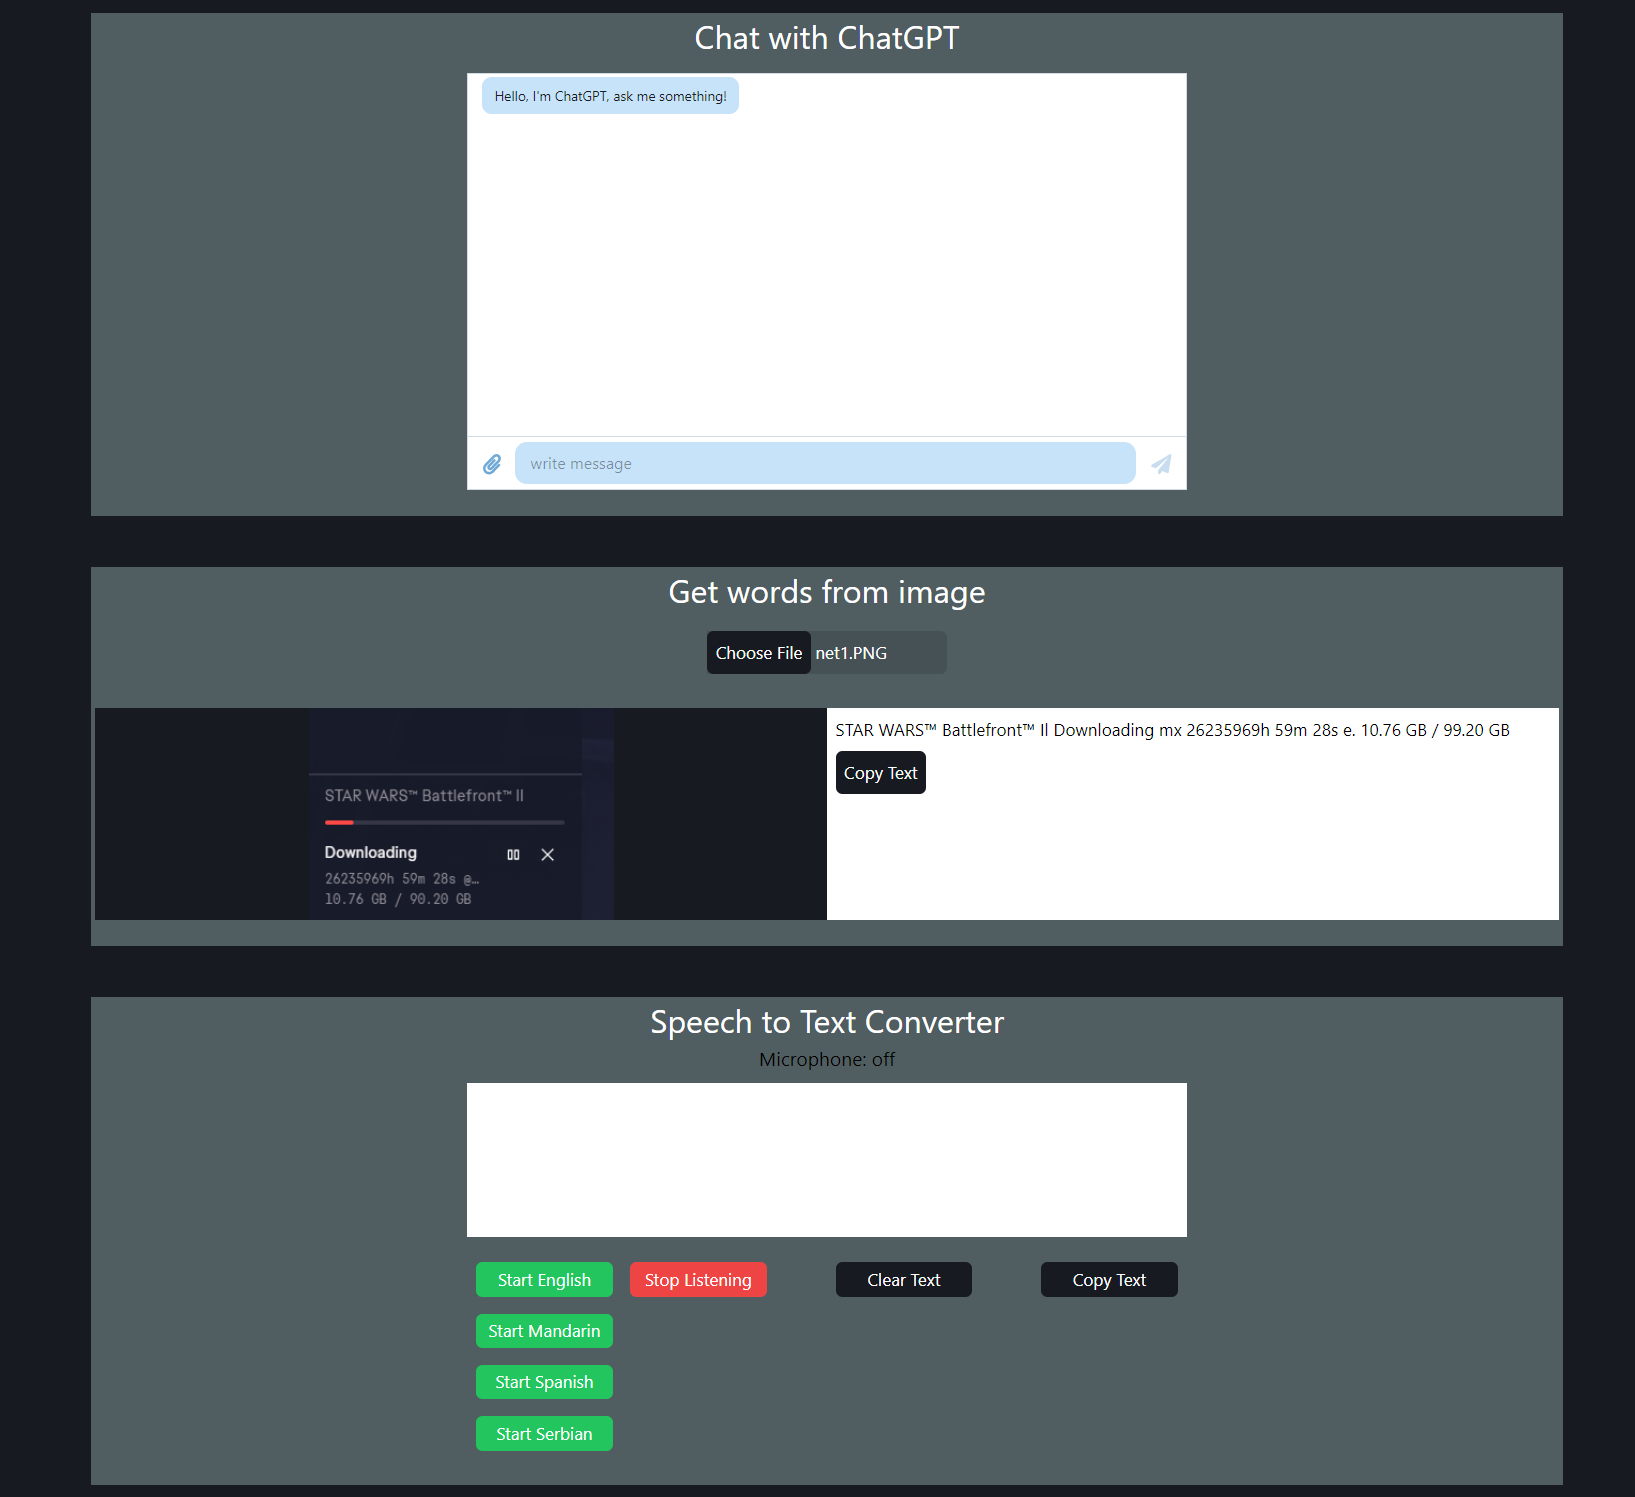 Chat with ChatGPT
Hello, I'm ChatGPT, ask me something!
write message
Get words from image
Choose File net1.PNG
STAR WARS™ Battlefront™ II
Downloading
26235969h 59m 28s @...
10.76 GB / 90.20 GB
STAR WARS™ Battlefront™ Il Downloading mx 26235969h 59m 28s e. 10.76 GB / 99.20 GB
Copy Text
Speech to Text Converter
Microphone: off
Start English Stop Listening Clear Text Copy Text
Start Mandarin
Start Spanish
Start Serbian